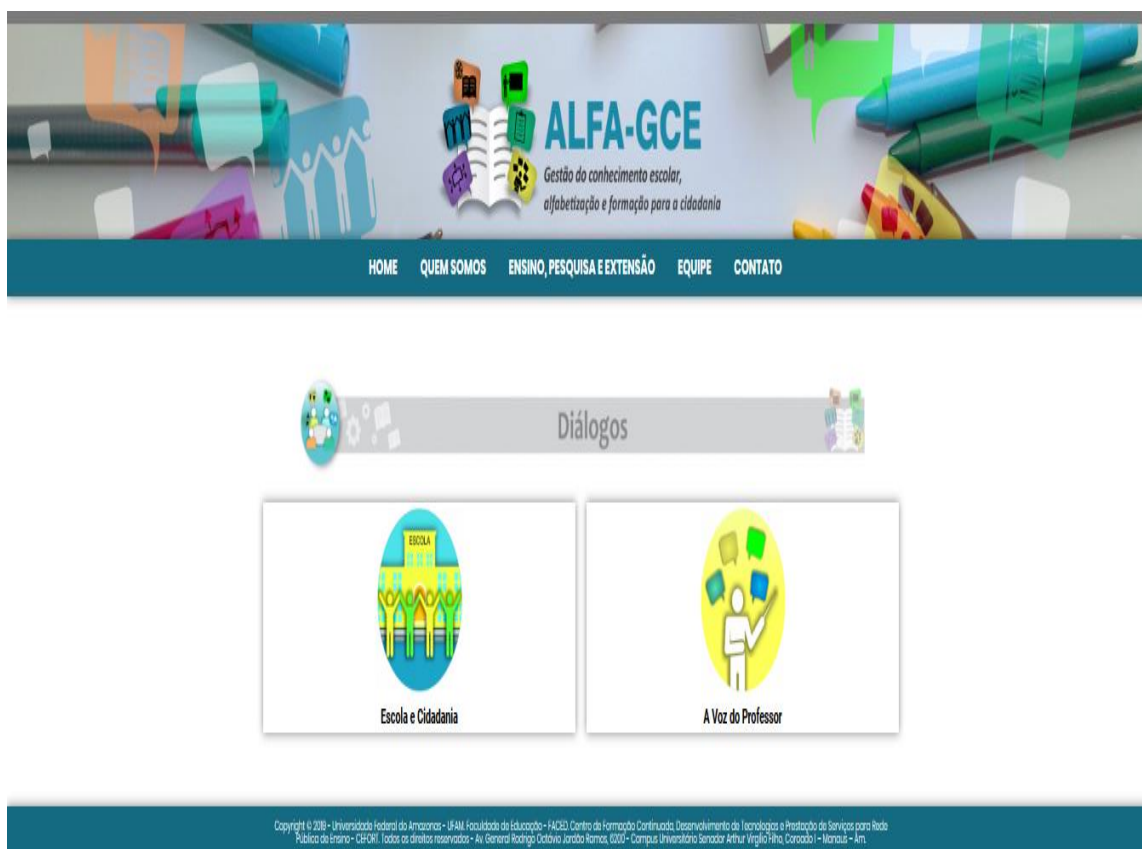 ALFA-GCE
Gestão do conhecimento escolar,
alfabetização e formação para a cidadania
HOME QUEM SOMOS ENSINO, PESQUISA E EXTENSÃO EQUIPE CONTATO
Diálogos
ESCOLA
Escola e Cidadania
A Voz do Professor
Copyright © 2019 - Universidade Federal do Amazonas - UFAM. Faculdade de Educação - FACED. Centro de Formação Continuada, Desenvolvimento de Tecnologias e Prestação de Serviços para Rede
Pública de Ensino - CEFORT. Todos os direitos reservados - Av. General Rodrigo Octávio Jordão Ramos, 6200 - Campus Universitário Senador Arthur Virgílio Filho, Coroado I - Manaus - Am.